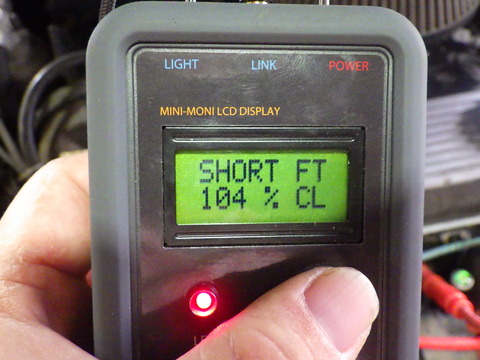 LIGHT LINK POWER
MINI-MONI LCD DISPLAY
SHORT FT
104 % CL